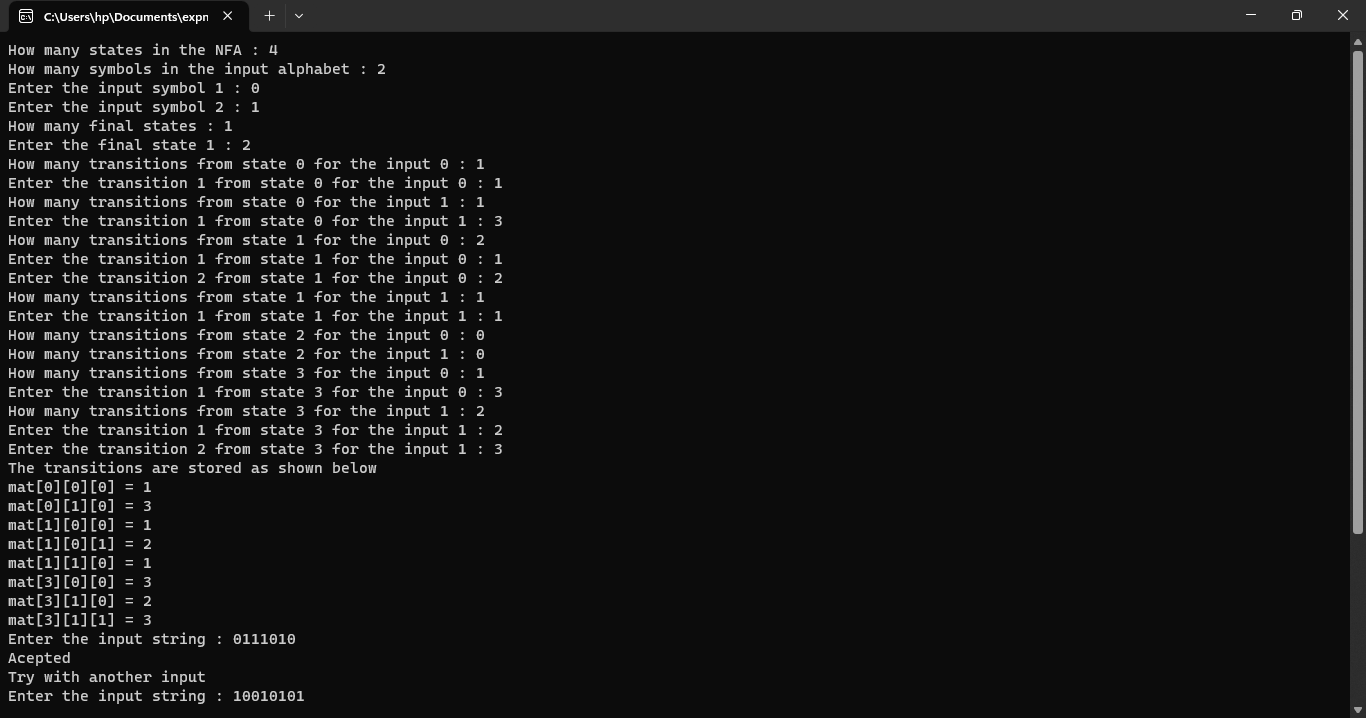 C:\Users\hp\Documents\expn
How many states in the NFA : 4
How many symbols in the input alphabet : 2
Enter the input symbol 1 : 0
Enter the input symbol 2 : 1
How many final states : 1
Enter the final state 1 : 2
How many transitions from state 0 for the input 0 : 1
Enter the transition 1 from state 0 for the input 0 : 1
How many transitions from state 0 for the input 1 : 1
Enter the transition 1 from state 0 for the input 1 : 3
How many transitions from state 1 for the input 0 : 2
Enter the transition 1 from state 1 for the input 0 : 1
Enter the transition 2 from state 1 for the input 0 : 2
How many transitions from state 1 for the input 1 : 1
Enter the transition 1 from state 1 for the input 1 : 1
How many transitions from state 2 for the input 0 : 0
How many transitions from state 2 for the input 1 : 0
How many transitions from state 3 for the input 0 : 1
Enter the transition 1 from state 3 for the input 0 : 3
How many transitions from state 3 for the input 1 : 2
Enter the transition 1 from state 3 for the input 1 : 2
Enter the transition 2 from state 3 for the input 1 : 3
The transitions are stored as shown below
mat[0][0][0] = 1
mat[0][1][0] = 3
mat[1][0][0] = 1
mat[1][0][1] = 2
mat[1][1][0] = 1
mat[3][0][0] = 3
mat[3][1][0] = 2
mat[3][1][1] = 3
Enter the input string : 0111010
Acepted
Try with another input
Enter the input string : 10010101